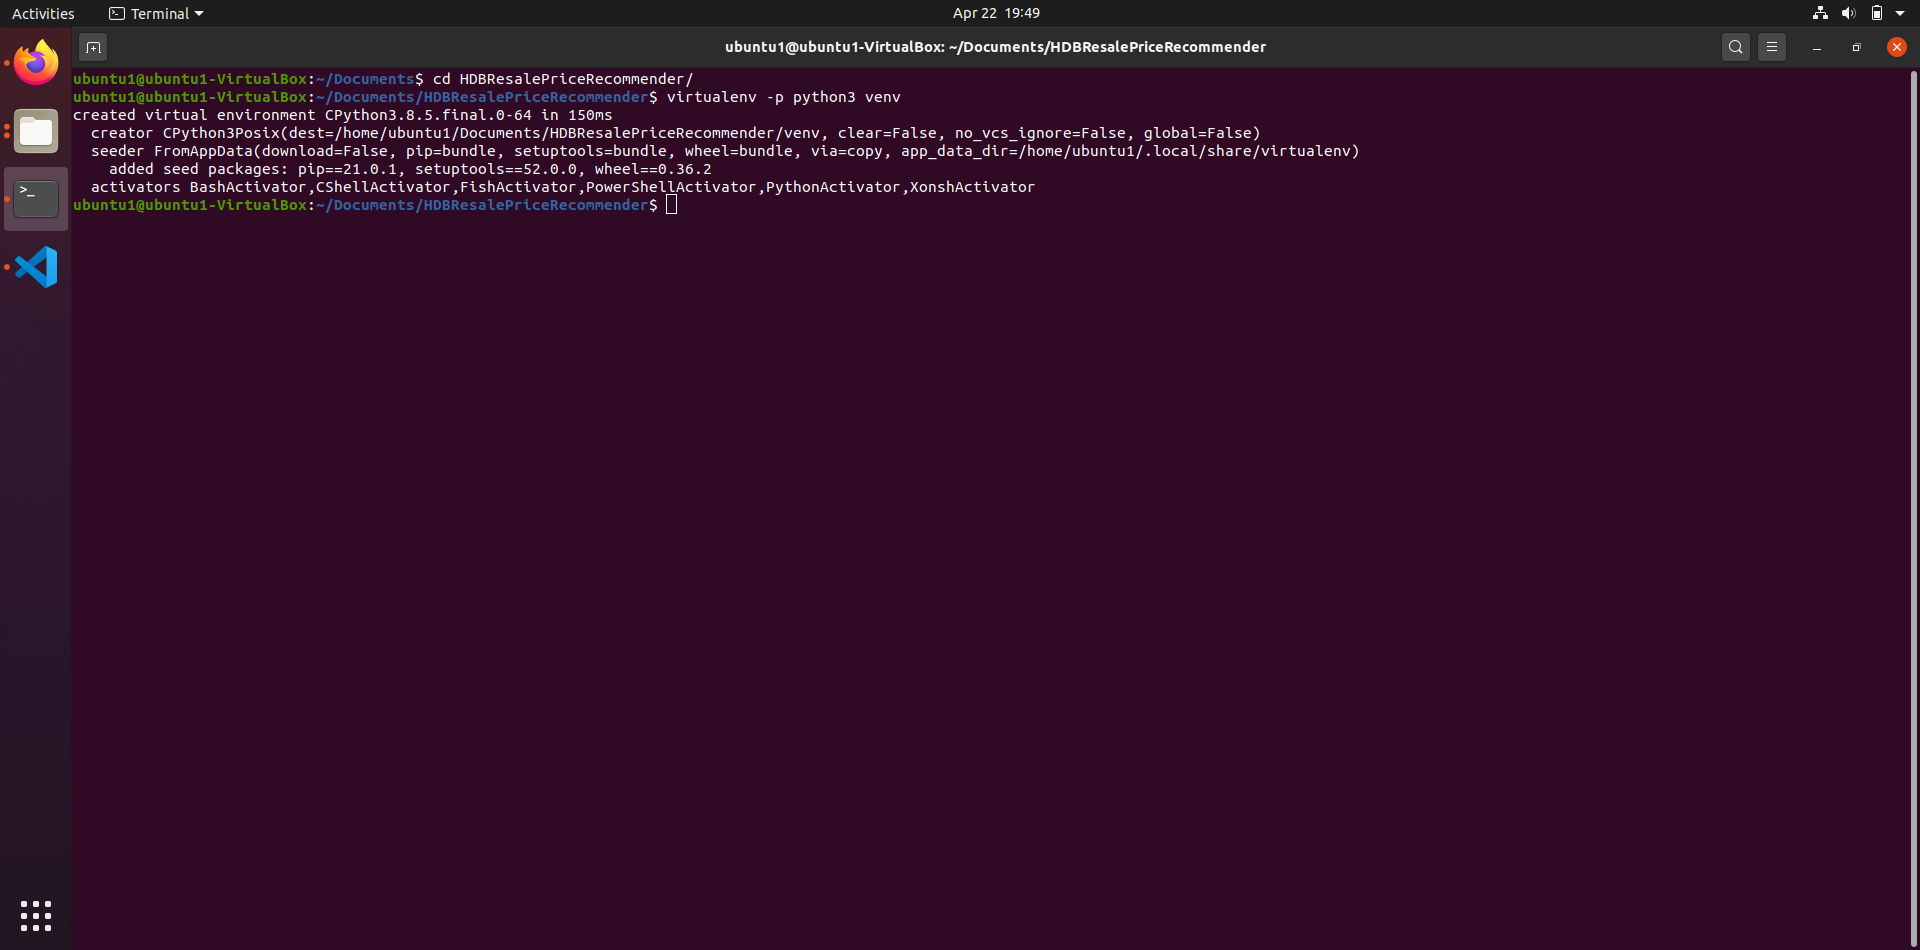 Activities
Terminal
Apr 22 19:49
ubuntu1@ubuntu1-VirtualBox: ~/Documents/HDBResalePriceRecommender
ubuntu1@ubuntu1-VirtualBox:~/Documents$ cd HDBResalePriceRecommender/
ubuntu1@ubuntu1-VirtualBox:~/Documents/HDBResalePriceRecommender$ virtualenv -p python3 venv
created virtual environment CPython3.8.5.final.0-64 in 150ms
  creator CPython3Posix(dest=/home/ubuntu1/Documents/HDBResalePriceRecommender/venv, clear=False, no_vcs_ignore=False, global=False)
  seeder FromAppData(download=False, pip=bundle, setuptools=bundle, wheel=bundle, via=copy, app_data_dir=/home/ubuntu1/.local/share/virtualenv)
    added seed packages: pip==21.0.1, setuptools==52.0.0, wheel==0.36.2
  activators BashActivator,CShellActivator,FishActivator,PowerShellActivator,PythonActivator,XonshActivator
ubuntu1@ubuntu1-VirtualBox:~/Documents/HDBResalePriceRecommender$